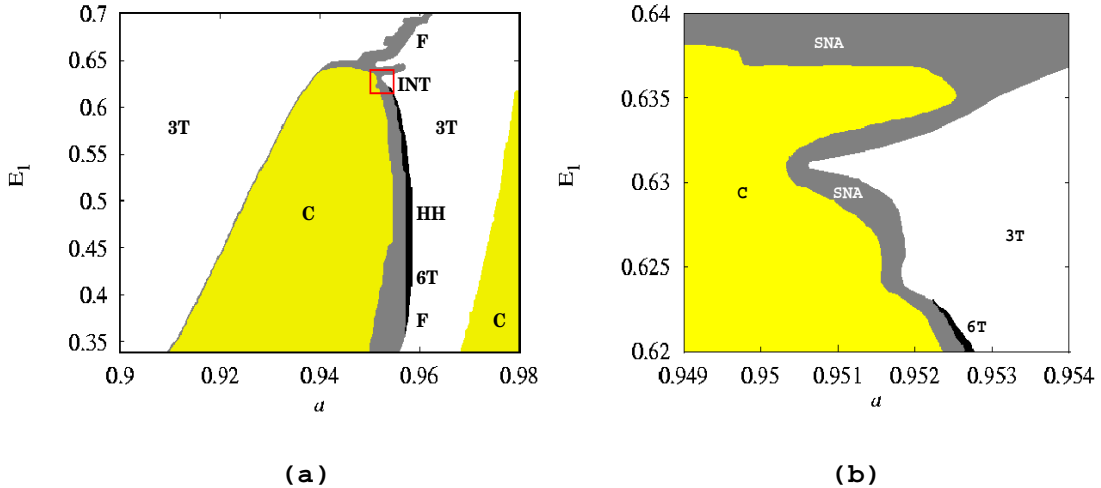 0.7
0.65
0.6
0.55
0.5
0.45
0.4
0.35
E1
F
INT
3T
3T
C
HH
6T
F
C
0.9
0.92
0.94
0.96
0.98
a
(a)
0.64
0.635
0.63
0.625
0.62
E1
SNA
C
SNA
3T
6T
0.949
0.95
0.951
0.952
0.953
0.954
a
(b)